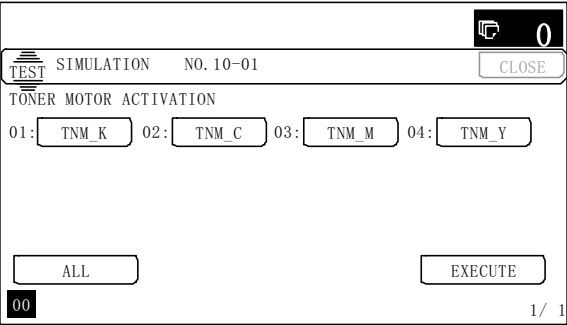 0
TEST SIMULATION NO.10-01 CLOSE
TONER MOTOR ACTIVATION
01: TNM_K 02: TNM_C 03: TNM_M 04: TNM_Y
ALL EXECUTE
00 1/ 1